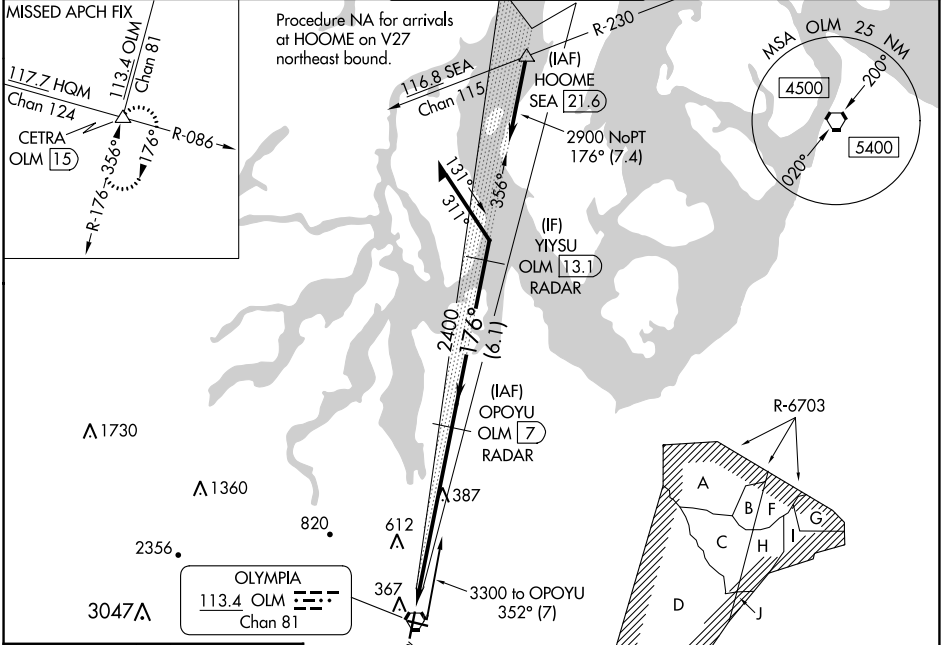 MISSED APCH FIX
113.4 OLM
Chan 81
117.7 HQM
Chan 124
CETRA
OLM 15
R-086
356°
176°
R-176
Procedure NA for arrivals
at HOOME on V27
northeast bound.
R-230
116.8 SEA
Chan 115
(IAF)
HOOME
SEA 21.6
2900 NoPT
176° (7.4)
MSA OLM 25 NM
4500
200°
5400
020°
131°
311°
356°
(IF)
YIYSU
OLM 13.1
RADAR
2400
176°
(6.1)
(IAF)
OPOYU
OLM 7
RADAR
R-6703
A
B
F
G
C
H
I
D
J
1730
1360
387
820
612
2356
OLYMPIA
113.4 OLM
Chan 81
367
3300 to OPOYU
352° (7)
3047